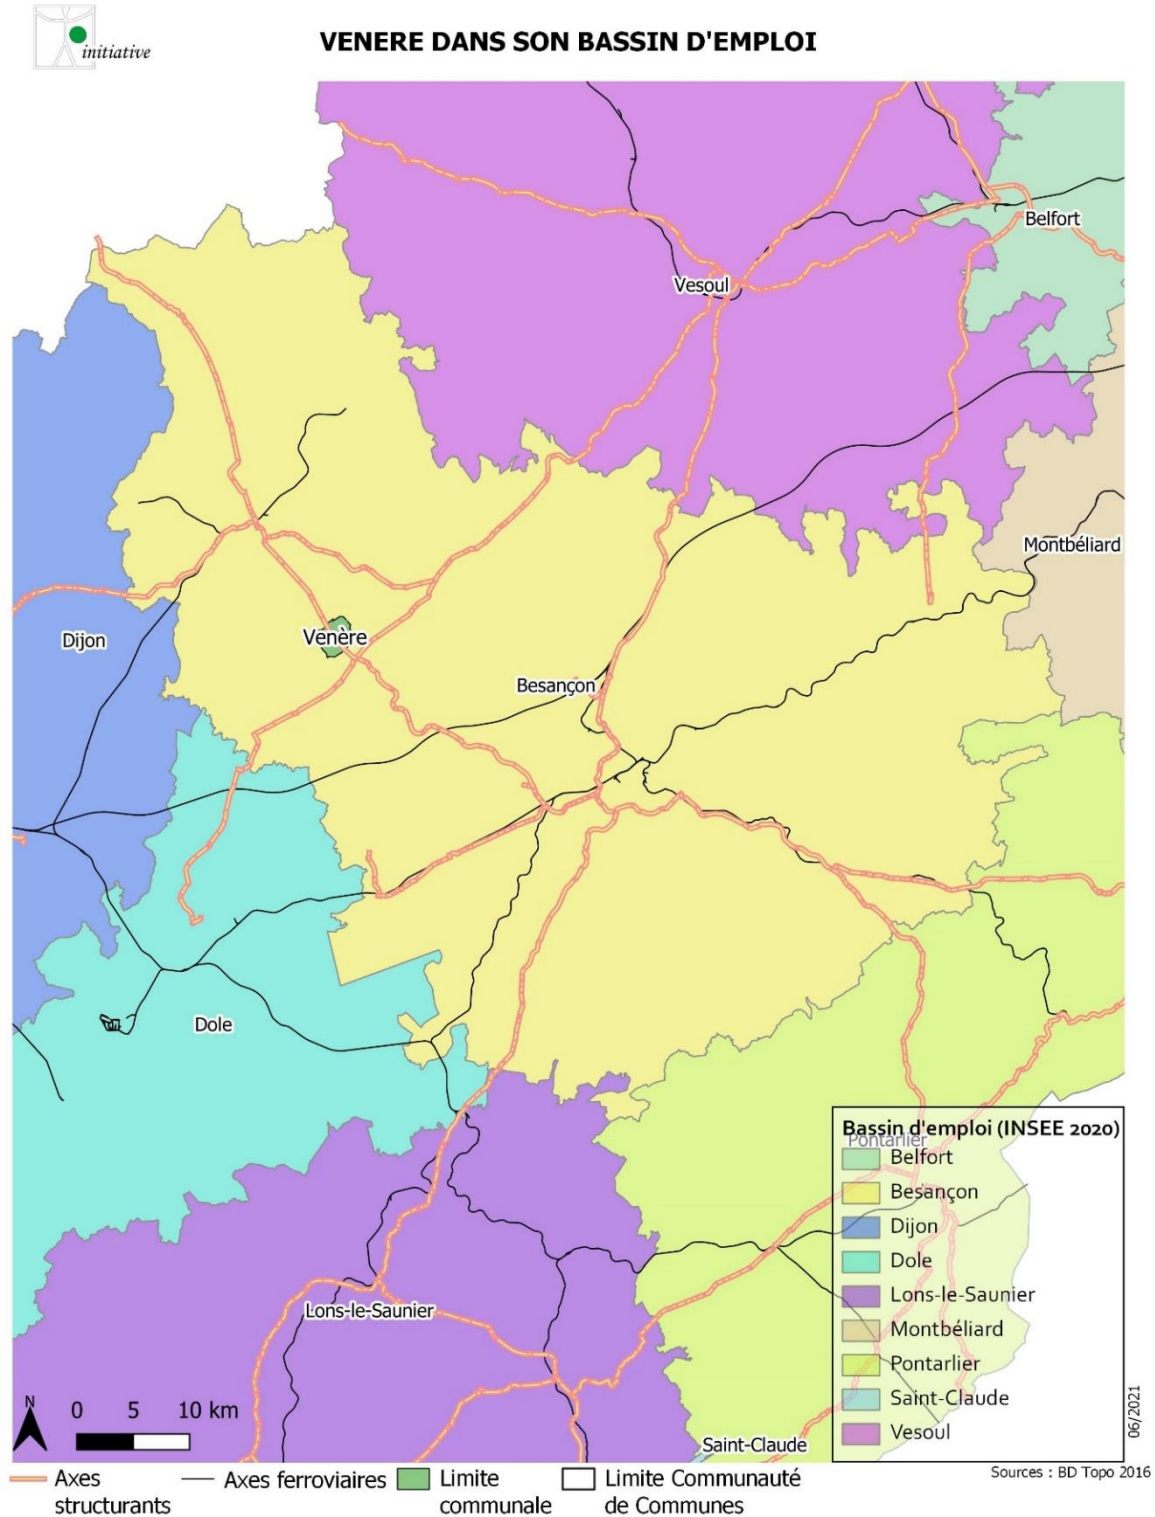 initiative
VENERE DANS SON BASSIN D'EMPLOI
Belfort
Vesoul
Montbéliard
Dijon
Venère
Besançon
Dole
Bassin d'emploi (INSEE 2020)
Pontarlier
Belfort
Besançon
Dijon
Dole
Lons-le-Saunier
Montbéliard
Pontarlier
Saint-Claude
Vesoul
Lons-le-Saunier
Saint-Claude
N
0 5 10 km
06/2021
Sources : BD Topo 2016
Axes structurants
Axes ferroviaires
Limite communale
Limite Communauté de Communes